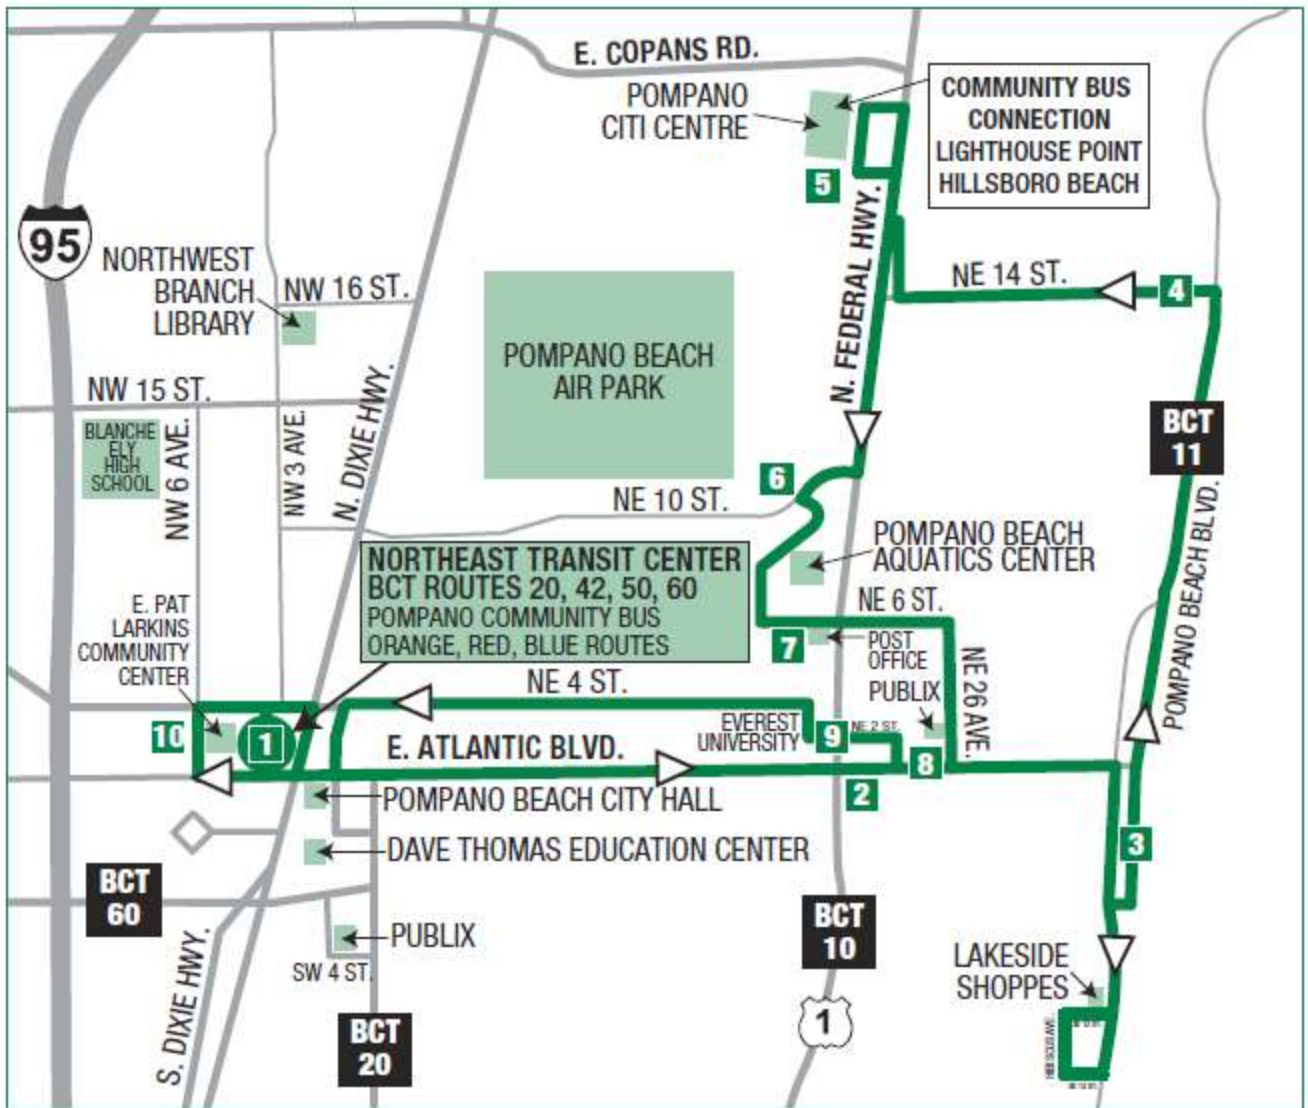 E. COPANS RD.
POMPANO
CITI CENTRE
COMMUNITY BUS
CONNECTION
LIGHTHOUSE POINT
HILLSBORO BEACH
5
95
NORTHWEST
BRANCH
LIBRARY
NW 16 ST.
N. FEDERAL HWY.
NE 14 ST.
4
POMPANO BEACH
AIR PARK
NW 15 ST.
BLANCHE
ELY
HIGH
SCHOOL
NW 6 AVE.
NW 3 AVE.
N. DIXIE HWY.
BCT
11
6
NE 10 ST.
POMPANO BEACH
AQUATICS CENTER
POMPANO BEACH BLVD.
NORTHEAST TRANSIT CENTER
BCT ROUTES 20, 42, 50, 60
POMPANO COMMUNITY BUS
ORANGE, RED, BLUE ROUTES
NE 6 ST.
E. PAT
LARKINS
COMMUNITY
CENTER
7
POST
OFFICE
NE 26 AVE.
NE 4 ST.
PUBLIX
10
1
E. ATLANTIC BLVD.
EVEREST
UNIVERSITY
9
NE 2 ST.
8
2
POMPANO BEACH CITY HALL
3
DAVE THOMAS EDUCATION CENTER
BCT
60
BCT
10
PUBLIX
SW 4 ST.
LAKESIDE
SHOPPES
S. DIXIE HWY.
1
BCT
20
HIBISCUS AVE.